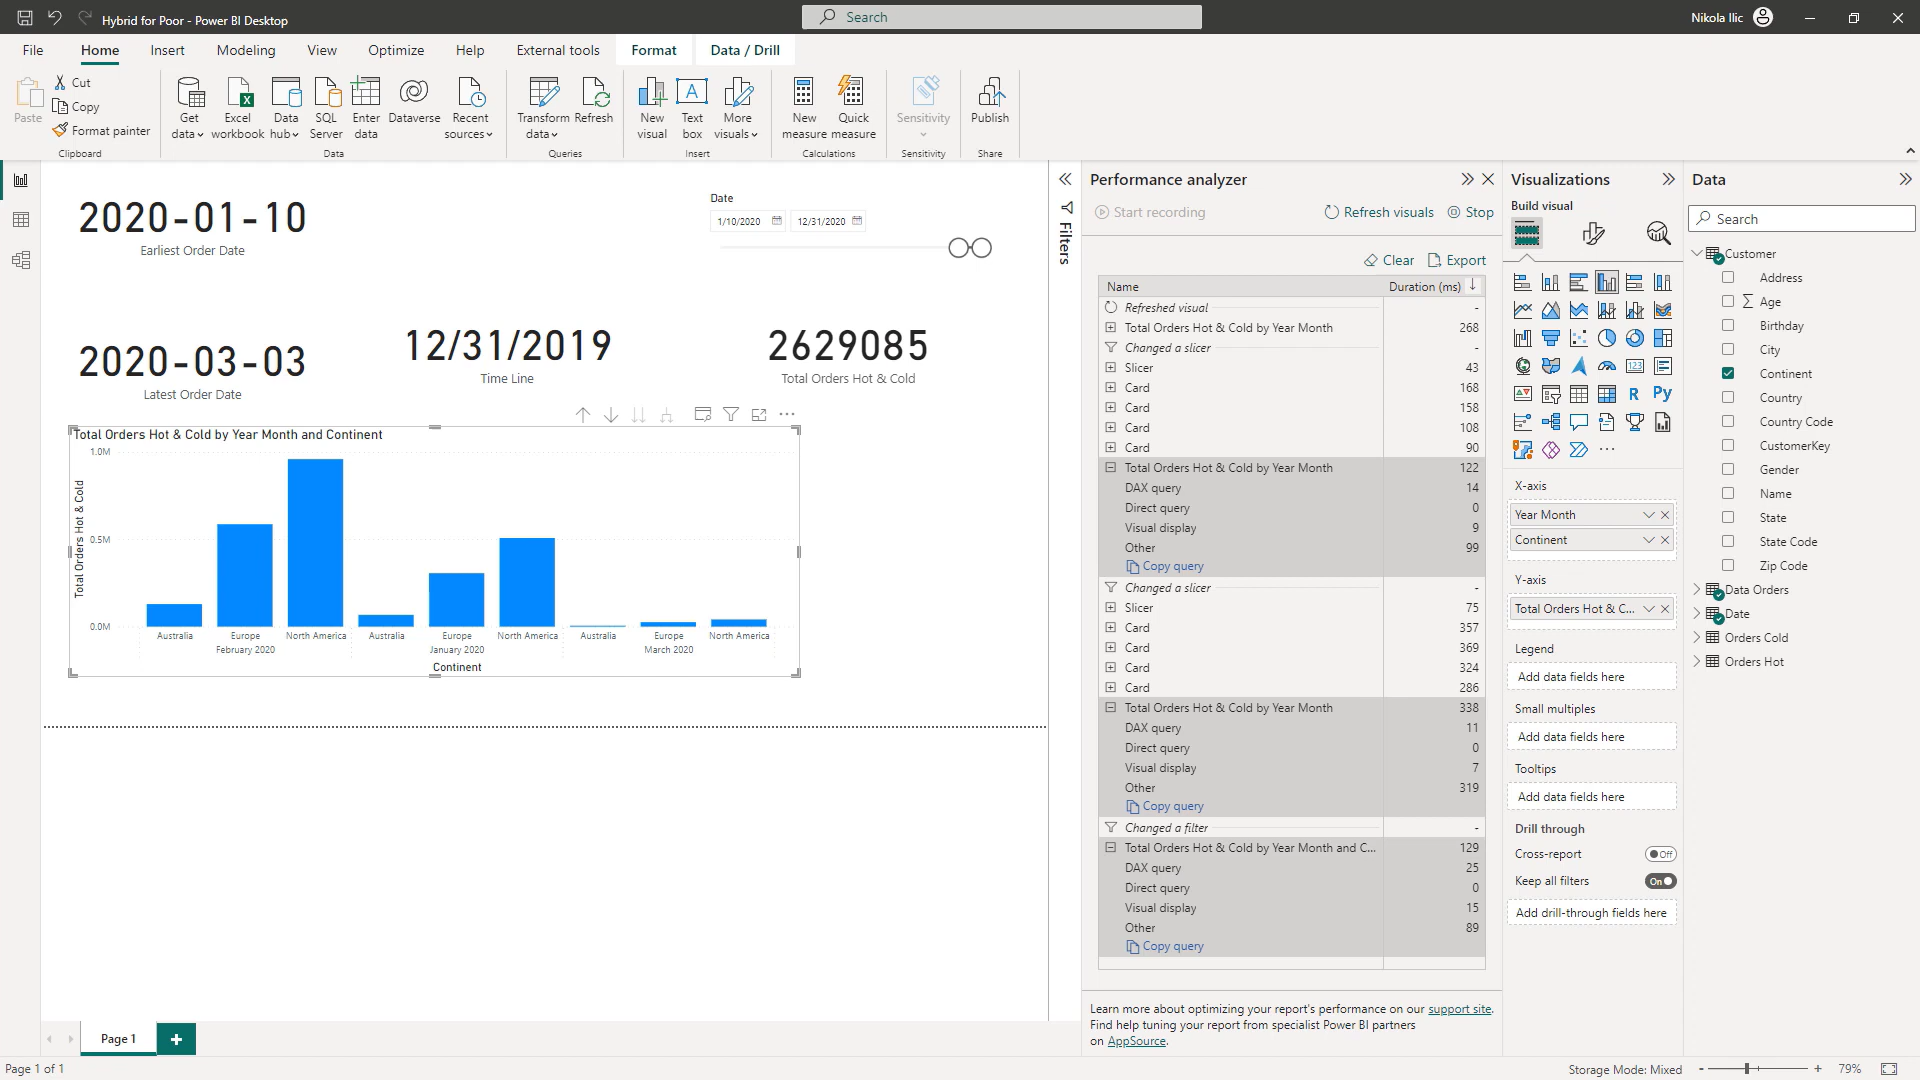 Hybrid for Poor - Power BI Desktop
Search
Nikola Ilic
File Home Insert Modeling View Optimize Help External tools Format Data / Drill
Paste
Cut
Copy
Format painter
Clipboard
Get data
Excel workbook
Data hub
SQL Server
Enter data
Dataverse
Recent sources
Data
Transform data
Refresh
Queries
New visual
Text box
More visuals
Insert
New measure
Quick measure
Calculations
Sensitivity
Sensitivity
Publish
Share
2020-01-10
Earliest Order Date
Date
1/10/2020 12/31/2020
2020-03-03
Latest Order Date
12/31/2019
Time Line
2629085
Total Orders Hot & Cold
Total Orders Hot & Cold by Year Month and Continent
Total Orders Hot & Cold
1.0M
0.5M
0.0M
Australia Europe North America Australia Europe North America Australia Europe North America
February 2020 January 2020 March 2020
Continent
Filters
Performance analyzer
Start recording Refresh visuals Stop
Clear Export
Name Duration (ms)
Refreshed visual -
Total Orders Hot & Cold by Year Month 268
Changed a slicer -
Slicer 43
Card 168
Card 158
Card 108
Card 90
Total Orders Hot & Cold by Year Month 122
DAX query 14
Direct query 0
Visual display 9
Other 99
Copy query
Changed a slicer -
Slicer 75
Card 357
Card 369
Card 324
Card 286
Total Orders Hot & Cold by Year Month 338
DAX query 11
Direct query 0
Visual display 7
Other 319
Copy query
Changed a filter -
Total Orders Hot & Cold by Year Month and C... 129
DAX query 25
Direct query 0
Visual display 15
Other 89
Copy query
Learn more about optimizing your report's performance on our support site.
Find help tuning your report from specialist Power BI partners
on AppSource.
Visualizations
Build visual
123
R
Py
X-axis
Year Month
Continent
Y-axis
Total Orders Hot & C...
Legend
Add data fields here
Small multiples
Add data fields here
Tooltips
Add data fields here
Drill through
Cross-report Off
Keep all filters On
Add drill-through fields here
Data
Search
Customer
Address
Age
Birthday
City
Continent
Country
Country Code
CustomerKey
Gender
Name
State
State Code
Zip Code
Data Orders
Date
Orders Cold
Orders Hot
Page 1
Page 1 of 1
Storage Mode: Mixed
79%